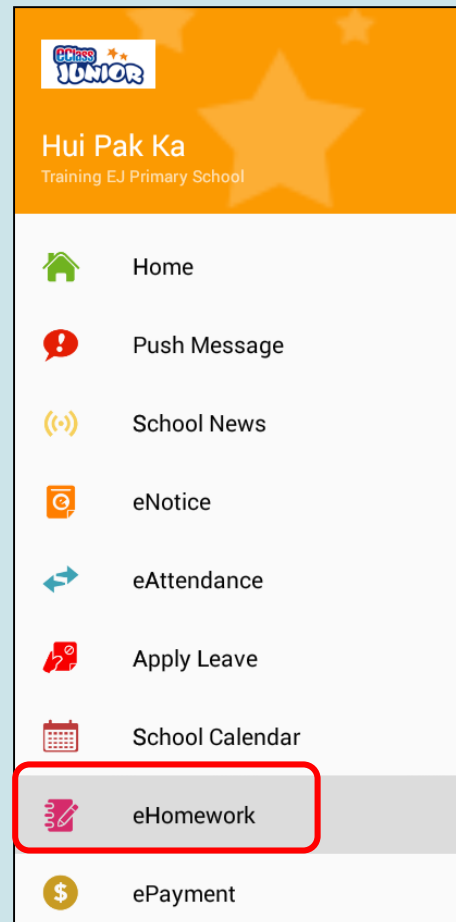 eClass
JUNIOR
Hui Pak Ka
Training EJ Primary School
Home
Push Message
School News
eNotice
eAttendance
Apply Leave
School Calendar
eHomework
ePayment